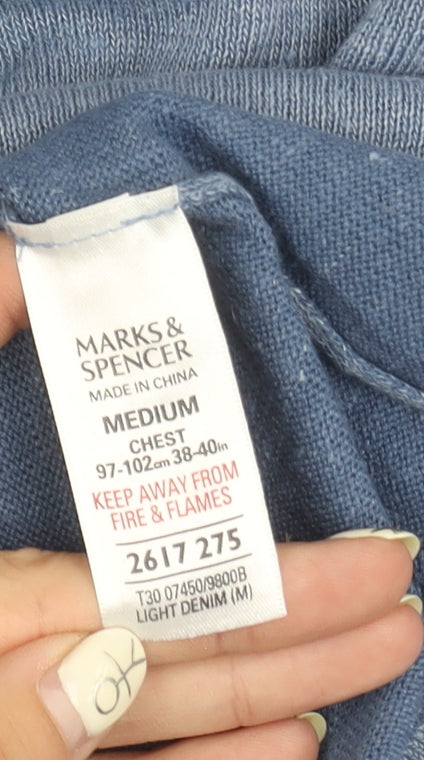 MARKS &
SPENCER
MADE IN CHINA
MEDIUM
CHEST
97-102cm 38-40in
KEEP AWAY FROM
FIRE & FLAMES
2617 275
T30 07450/9800B
LIGHT DENIM (M)
OK